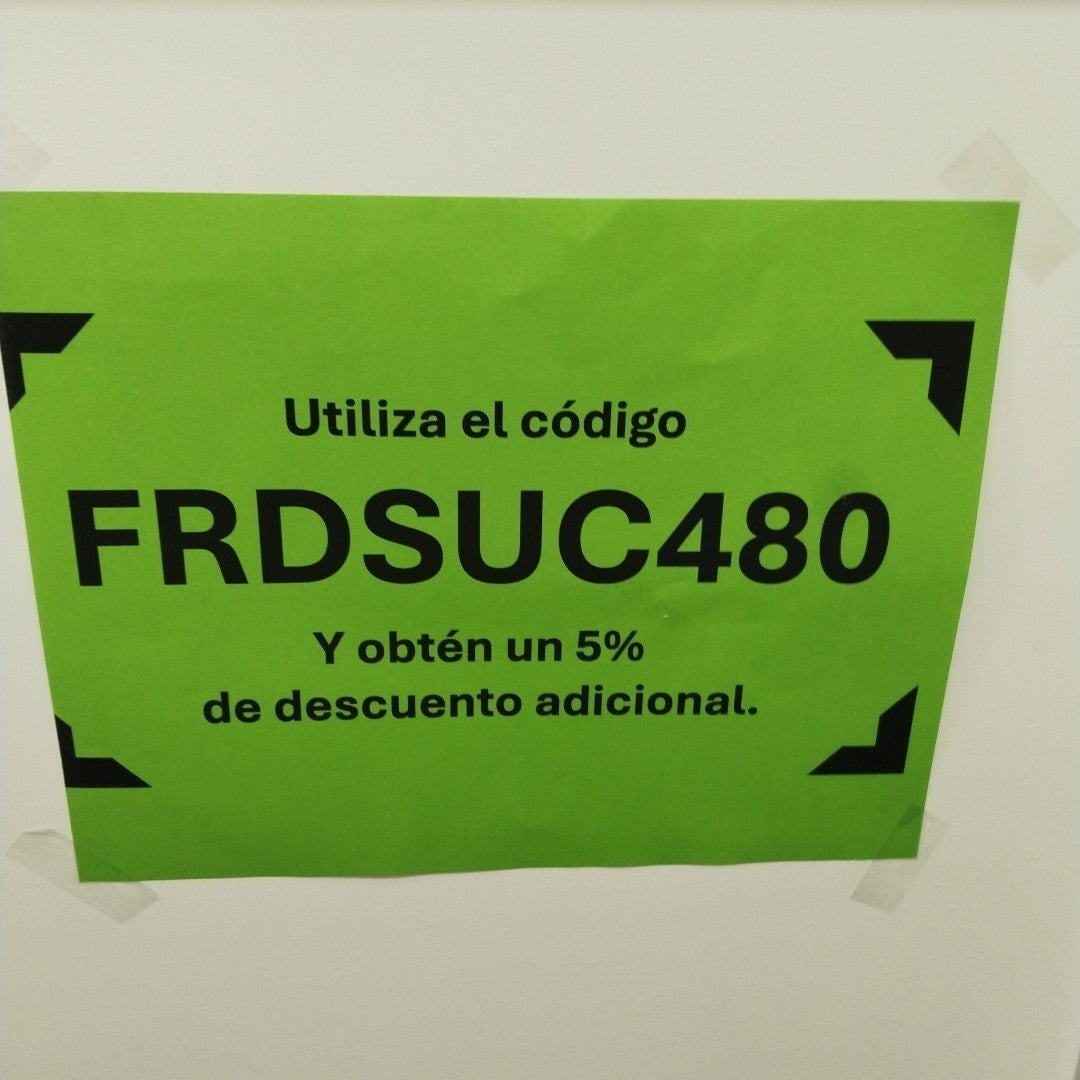 Utiliza el código
FRDSUC480
Y obtén un 5%
de descuento adicional.